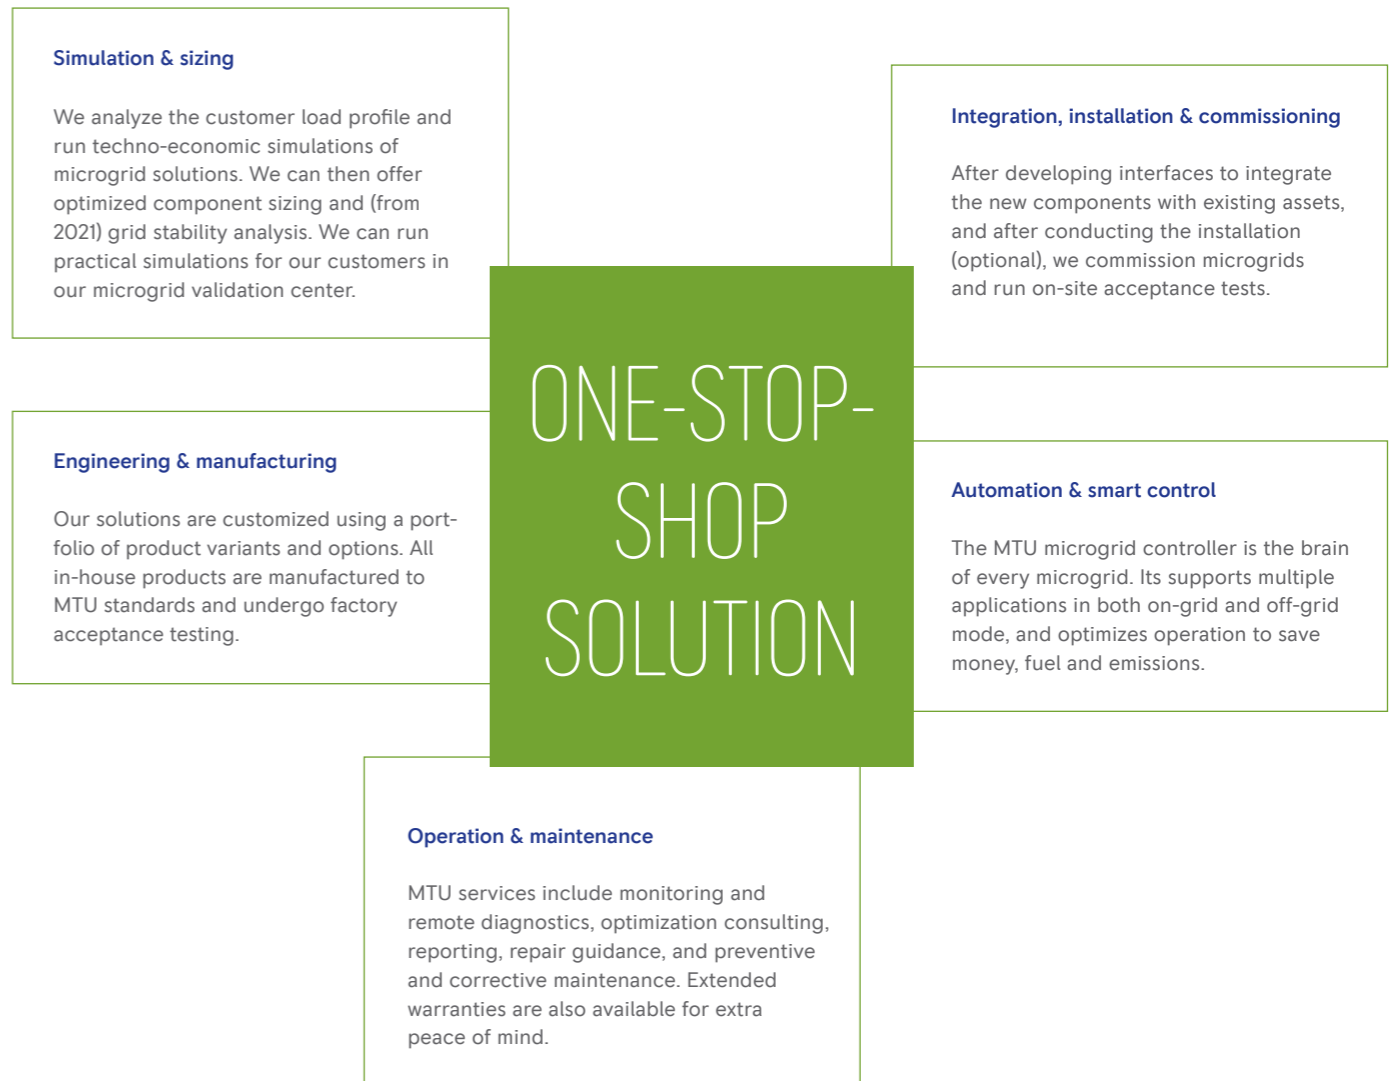 Simulation & sizing
We analyze the customer load profile and
run techno-economic simulations of
microgrid solutions. We can then offer
optimized component sizing and (from
2021) grid stability analysis. We can run
practical simulations for our customers in
our microgrid validation center.
Engineering & manufacturing
Our solutions are customized using a port-
folio of product variants and options. All
in-house products are manufactured to
MTU standards and undergo factory
acceptance testing.
ONE-STOP-
SHOP
SOLUTION
Integration, installation & commissioning
After developing interfaces to integrate
the new components with existing assets,
and after conducting the installation
(optional), we commission microgrids
and run on-site acceptance tests.
Automation & smart control
The MTU microgrid controller is the brain
of every microgrid. Its supports multiple
applications in both on-grid and off-grid
mode, and optimizes operation to save
money, fuel and emissions.
Operation & maintenance
MTU services include monitoring and
remote diagnostics, optimization consulting,
reporting, repair guidance, and preventive
and corrective maintenance. Extended
warranties are also available for extra
peace of mind.